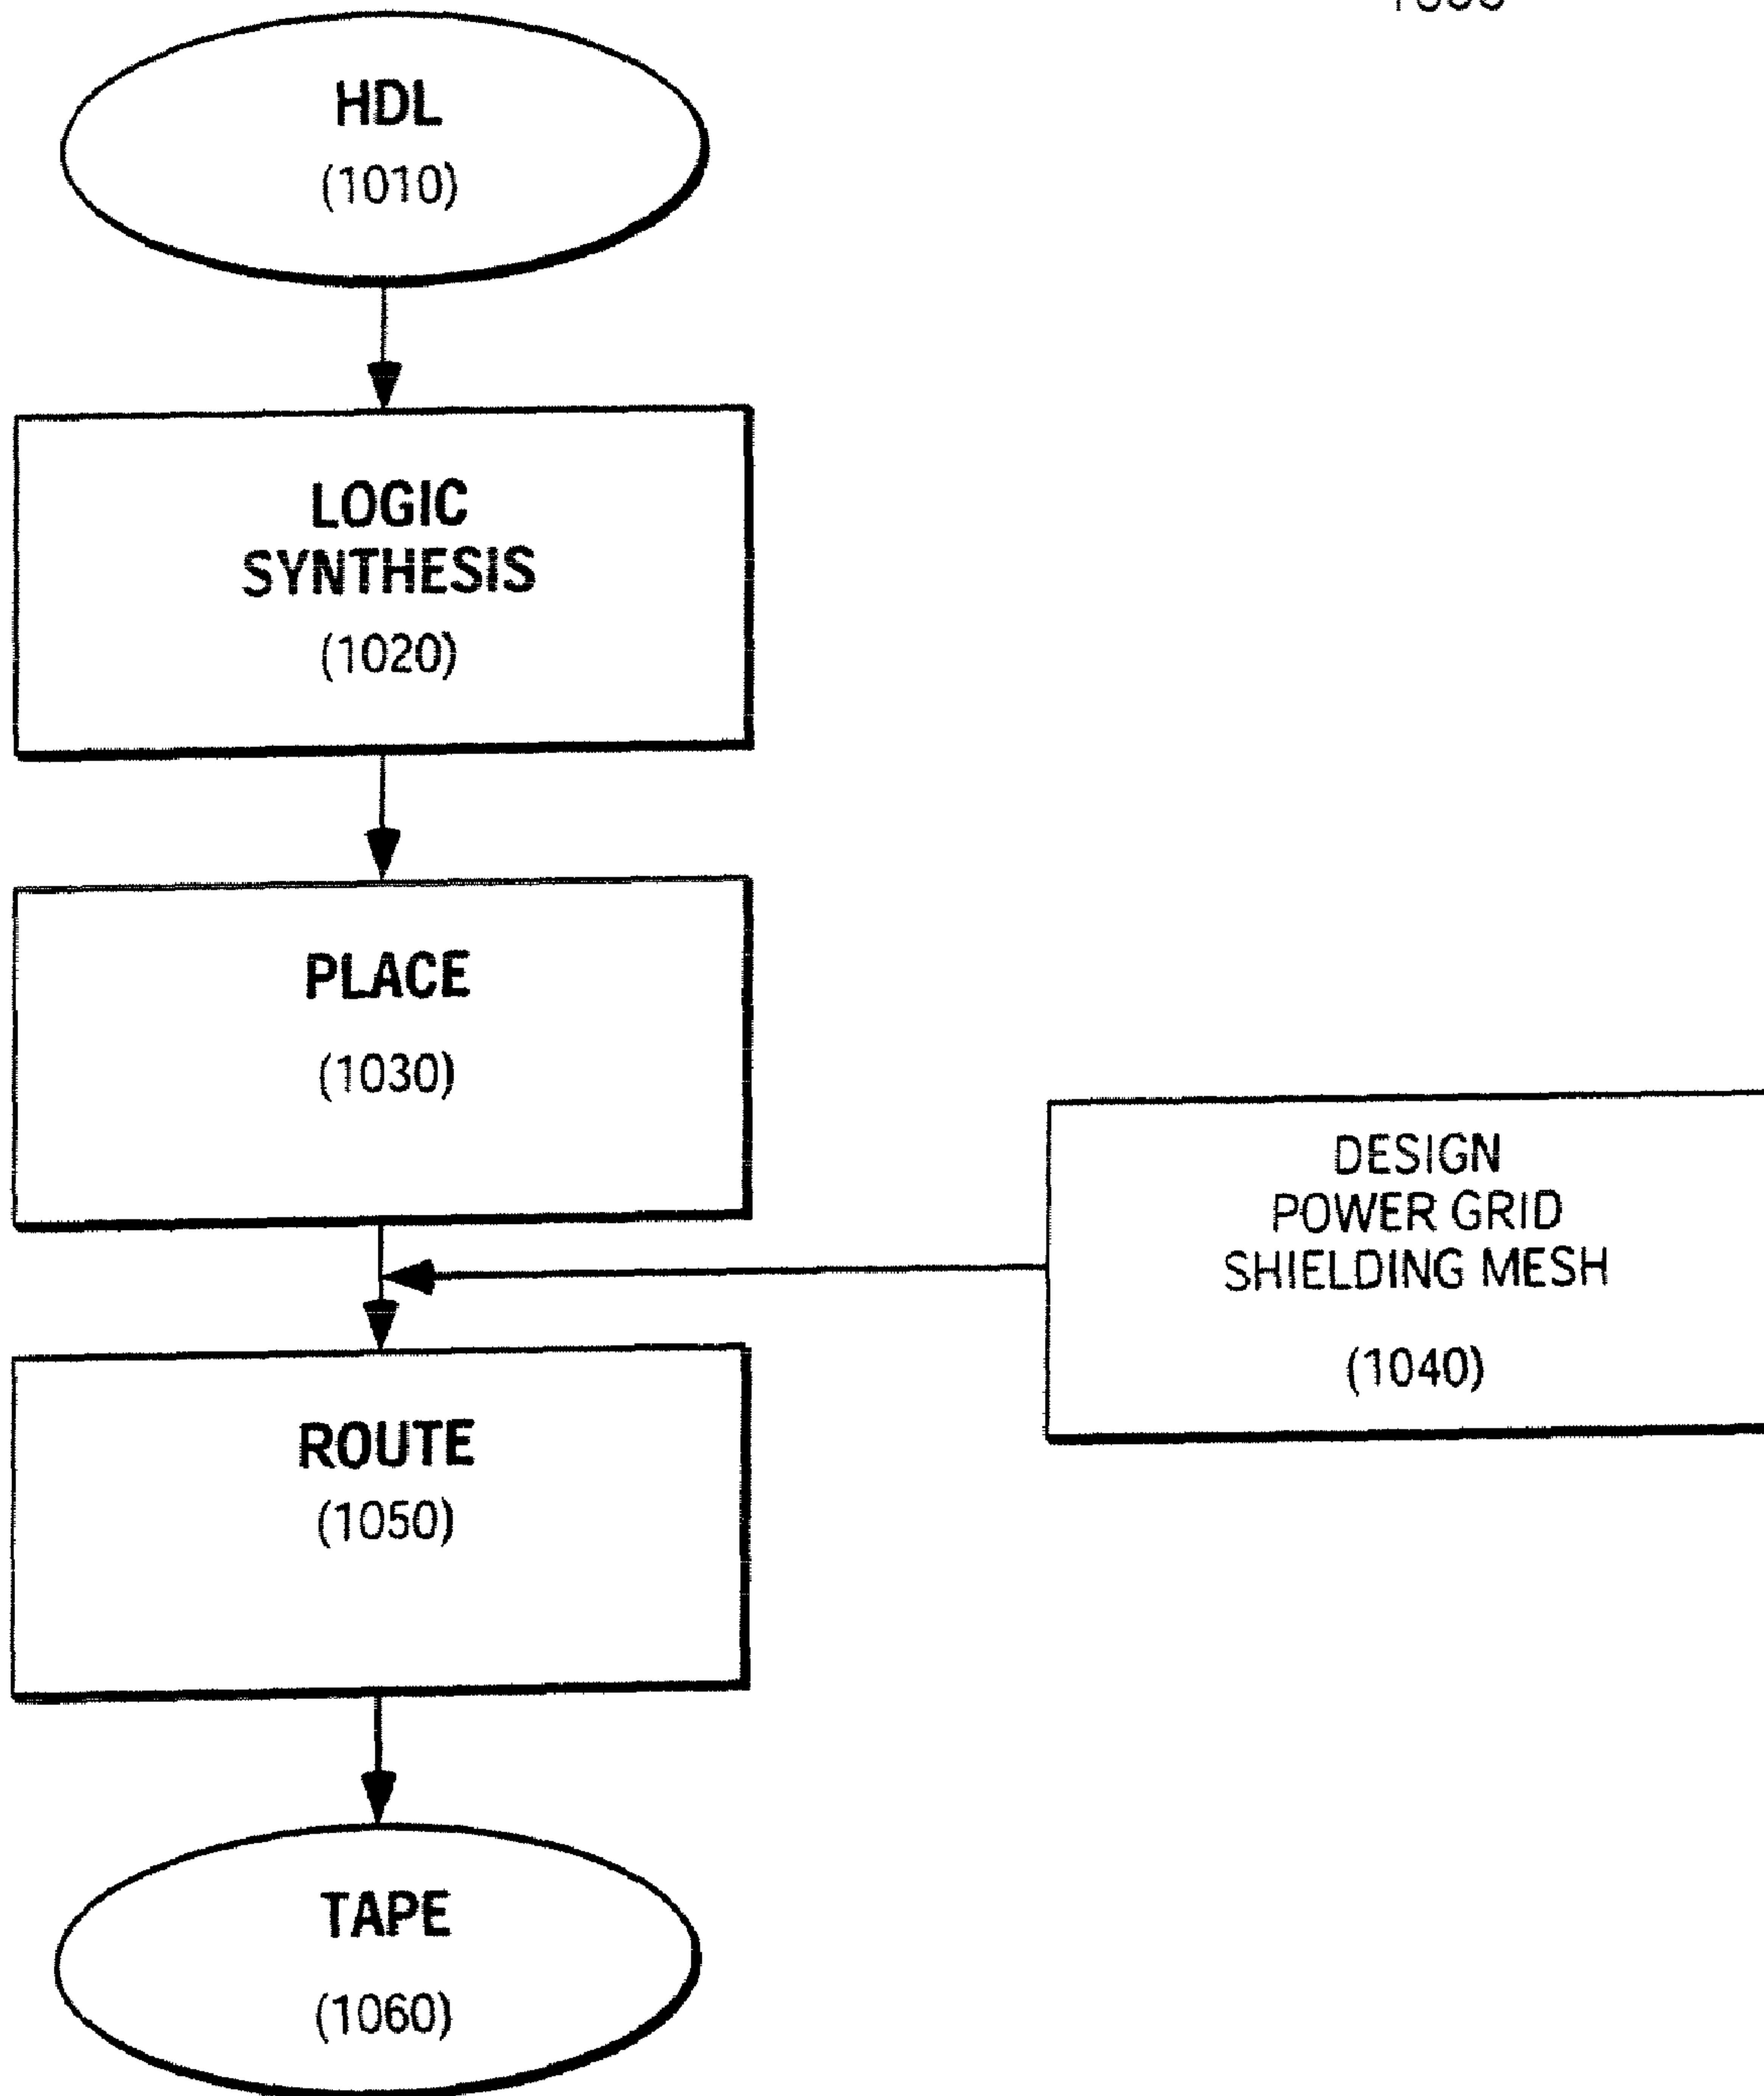 HDL
(1010)
LOGIC
SYNTHESIS
(1020)
PLACE
(1030)
DESIGN
POWER GRID
SHIELDING MESH
(1040)
ROUTE
(1050)
TAPE
(1060)